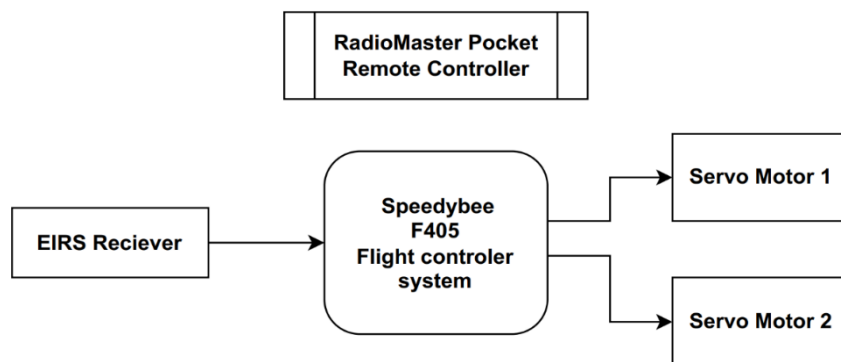 RadioMaster Pocket
Remote Controller
Servo Motor 1
EIRS Reciever
Speedybee
F405
Flight controler
system
Servo Motor 2